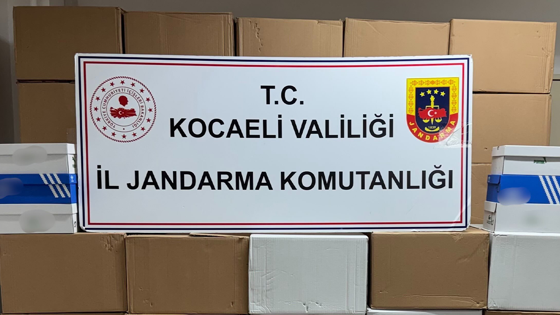 T.C.
KOCAELİ VALİLİĞİ
İL JANDARMA KOMUTANLIĞI
JANDARMA